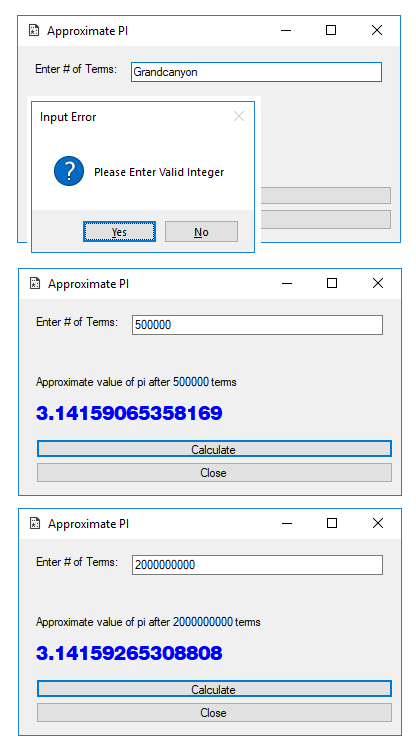 Approximate PI
Enter # of Terms: Grandcanyon
Input Error
? Please Enter Valid Integer
Yes No
Approximate PI
Enter # of Terms: 500000
Approximate value of pi after 500000 terms
3.14159065358169
Calculate
Close
Approximate PI
Enter # of Terms: 2000000000
Approximate value of pi after 2000000000 terms
3.14159265308808
Calculate
Close